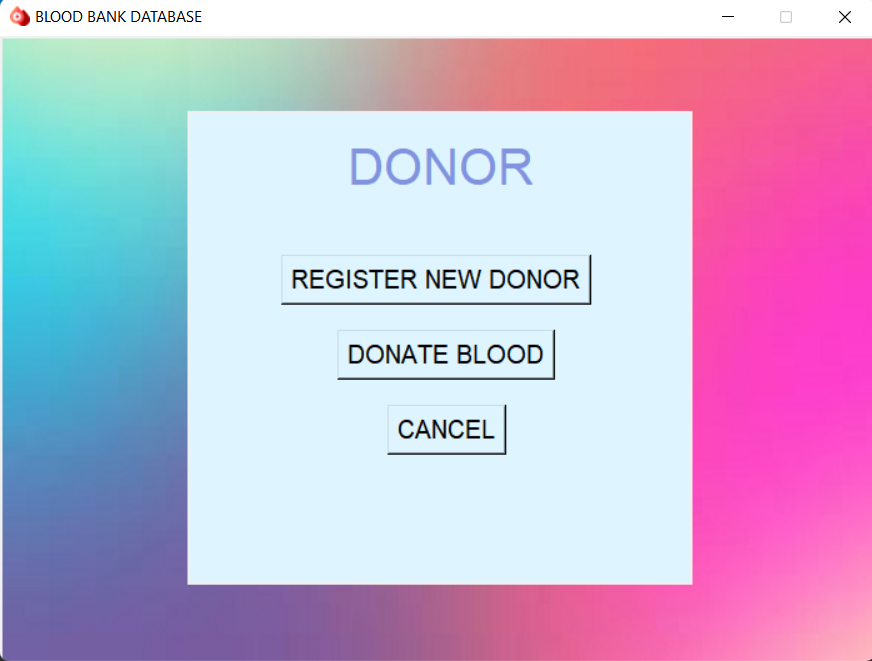 BLOOD BANK DATABASE
DONOR
REGISTER NEW DONOR
DONATE BLOOD
CANCEL